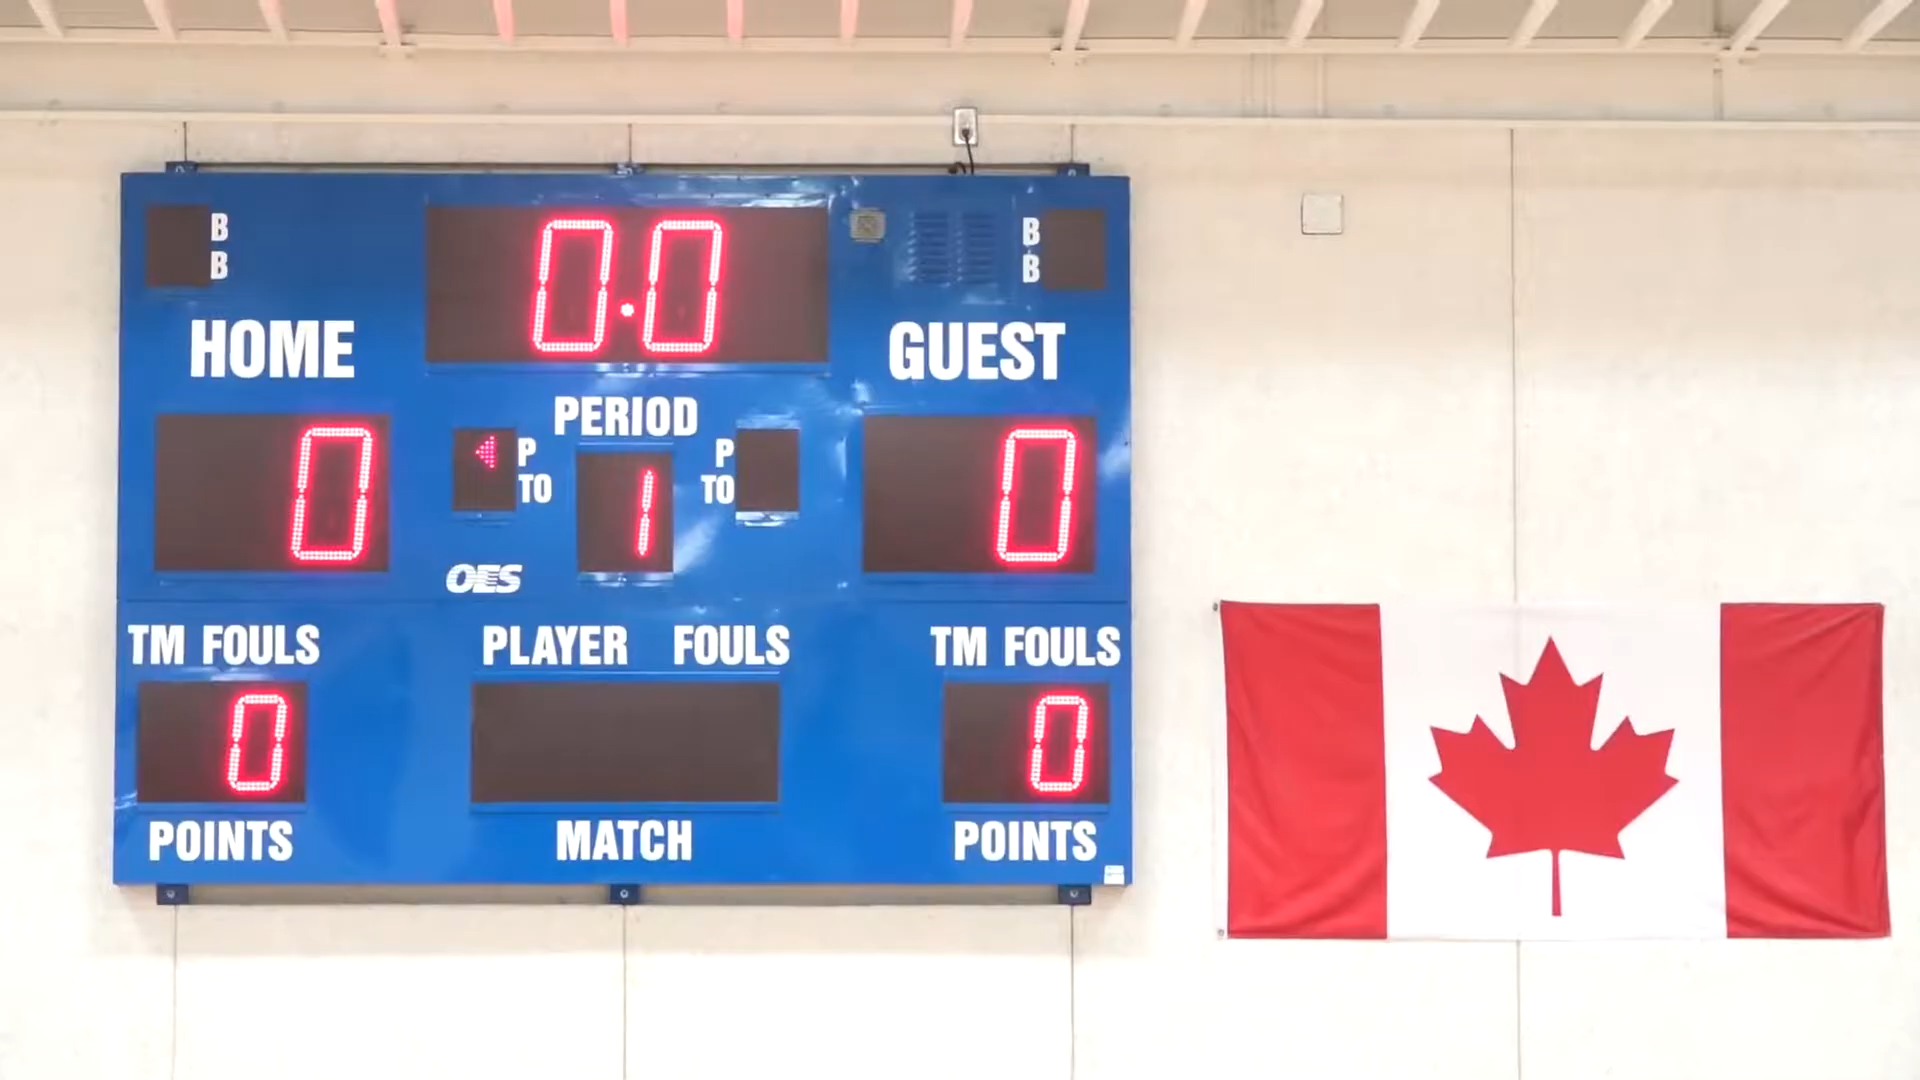 B
B
0.0
B
B
HOME
GUEST
PERIOD
0
P
TO
1
P
TO
0
OES
TM FOULS
PLAYER FOULS
TM FOULS
0
0
POINTS
MATCH
POINTS